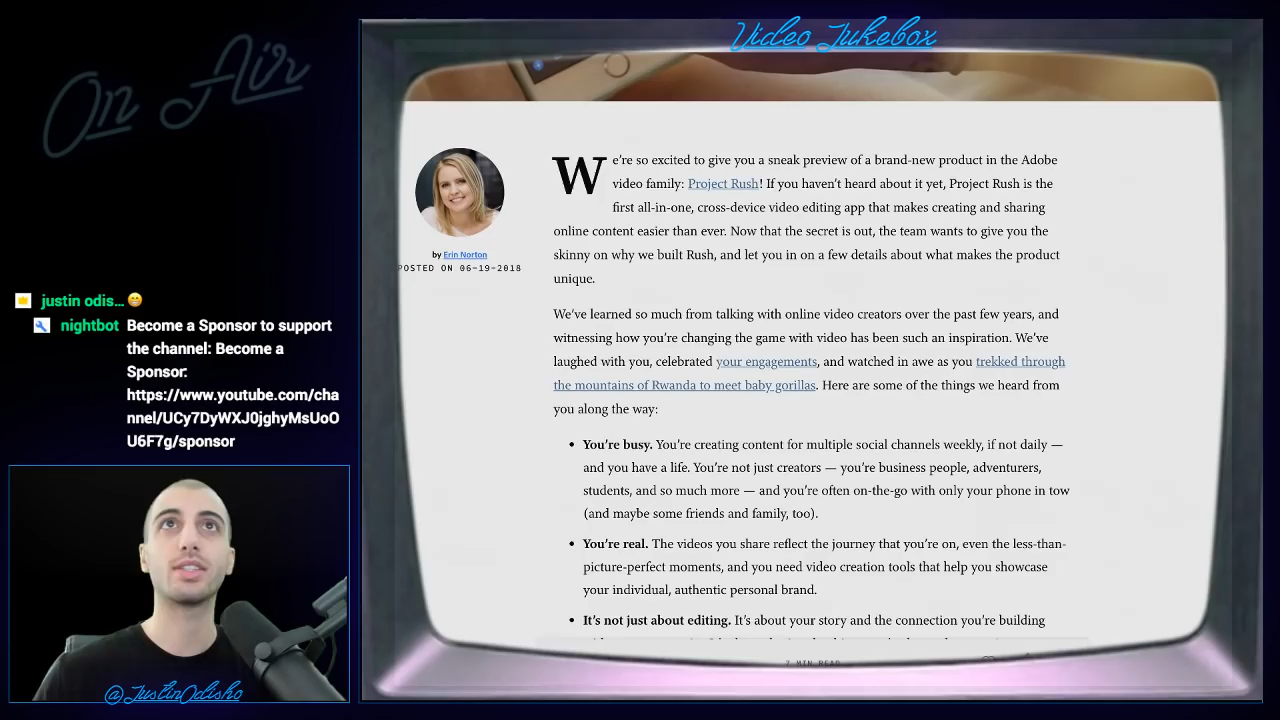 On Air
Video Jukebox
We're so excited to give you a sneak preview of a brand-new product in the Adobe
video family: Project Rush! If you haven't heard about it yet, Project Rush is the
first all-in-one, cross-device video editing app that makes creating and sharing
online content easier than ever. Now that the secret is out, the team wants to give you the
skinny on why we built Rush, and let you in on a few details about what makes the product
unique.
by Erin Norton
POSTED ON 06-19-2018
We've learned so much from talking with online video creators over the past few years, and
witnessing how you're changing the game with video has been such an inspiration. We've
laughed with you, celebrated your engagements, and watched in awe as you trekked through
the mountains of Rwanda to meet baby gorillas. Here are some of the things we heard from
you along the way:
• You're busy. You're creating content for multiple social channels weekly, if not daily —
and you have a life. You're not just creators — you're business people, adventurers,
students, and so much more — and you're often on-the-go with only your phone in tow
(and maybe some friends and family, too).
• You're real. The videos you share reflect the journey that you're on, even the less-than-
picture-perfect moments, and you need video creation tools that help you showcase
your individual, authentic personal brand.
• It's not just about editing. It's about your story and the connection you're building
7 MIN READ
justin odis... 😁
nightbot Become a Sponsor to support
the channel: Become a
Sponsor:
https://www.youtube.com/cha
nnel/UCy7DyWXJ0jghyMsUoO
U6F7g/sponsor
@JustinOdisho